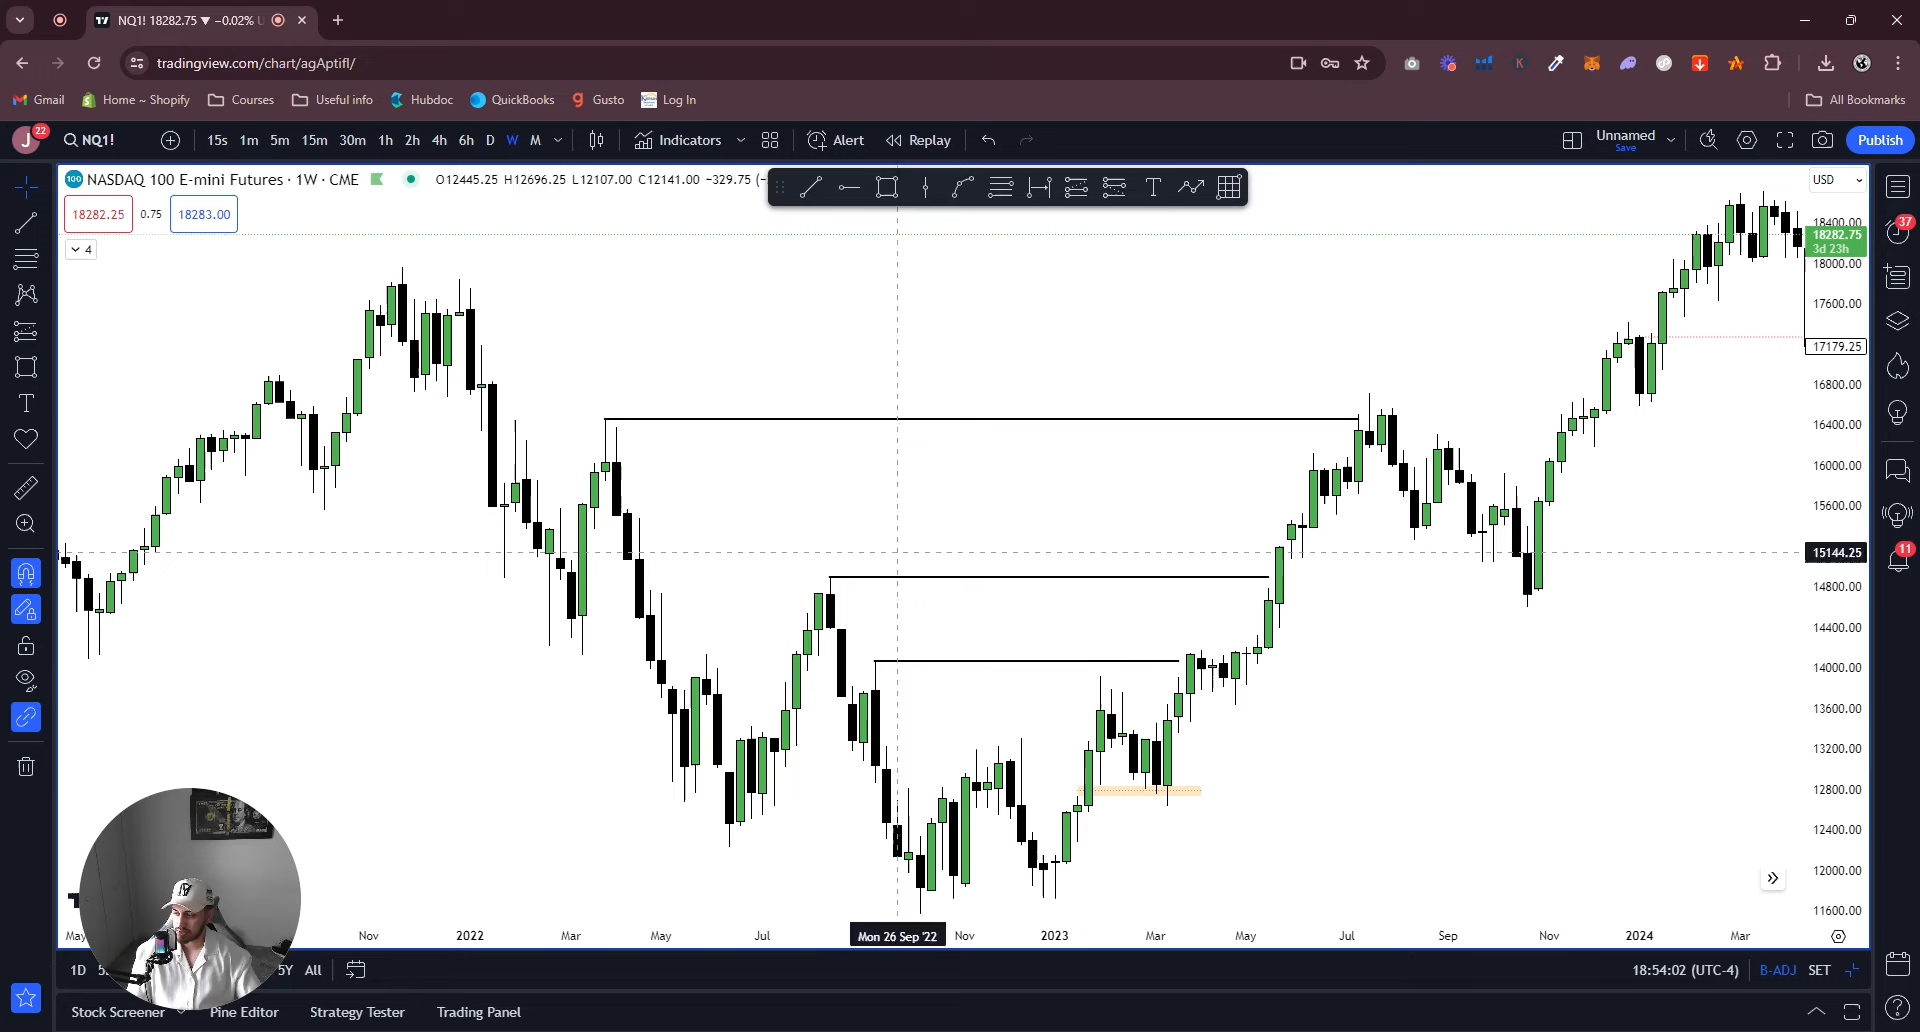 NQ1! 18282.75 ▼ −0.02% U
tradingview.com/chart/agAptifl/
Gmail Home ~ Shopify Courses Useful info Hubdoc QuickBooks Gusto Log In All Bookmarks
J 22 NQ1! 15s 1m 5m 15m 30m 1h 2h 4h 6h D W M Indicators Alert Replay Unnamed Save Publish
100 NASDAQ 100 E-mini Futures · 1W · CME O12445.25 H12696.25 L12107.00 C12141.00 −329.75 (−
USD
18282.25 0.75 18283.00
4
18400.00
18282.75
3d 23h
18000.00
17600.00
17179.25
16800.00
16400.00
16000.00
15600.00
15144.25
14800.00
14400.00
14000.00
13600.00
13200.00
12800.00
12400.00
12000.00
11600.00
37
11
May Nov 2022 Mar May Jul Mon 26 Sep '22 Nov 2023 Mar May Jul Sep Nov 2024 Mar
1D 5Y All 18:54:02 (UTC-4) B-ADJ SET
Stock Screener Pine Editor Strategy Tester Trading Panel